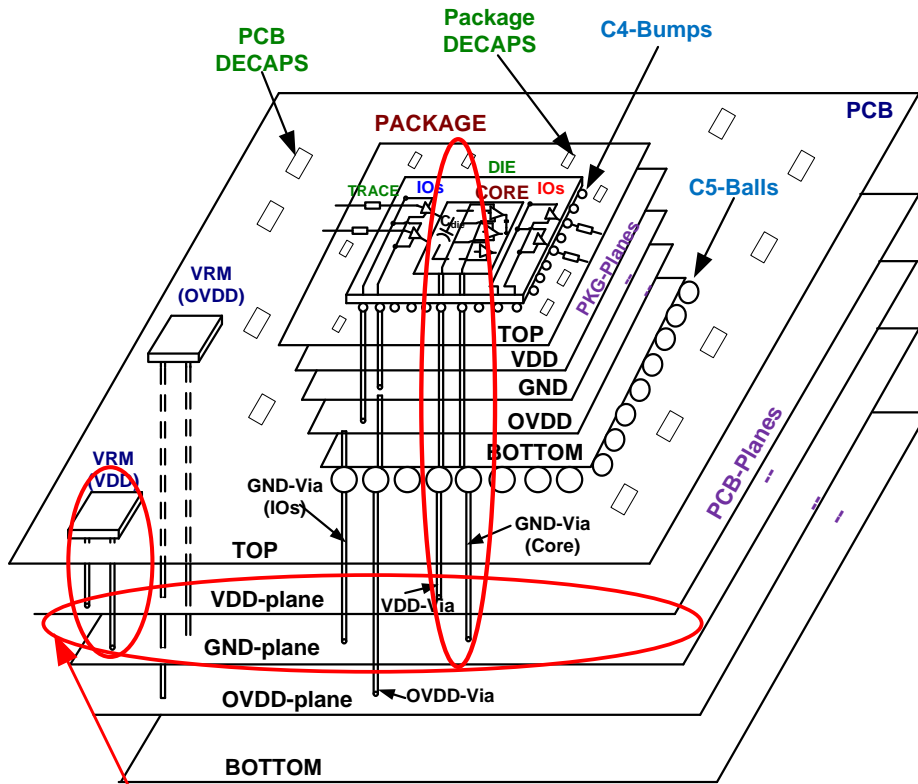 PCB
DECAPS
Package
DECAPS
C4-Bumps
PCB
PACKAGE
DIE
C5-Balls
TRACE
IOs
CORE
IOs
Cdie
PKG-Planes
--
--
VRM
(OVDD)
TOP
VDD
GND
OVDD
BOTTOM
VRM
(VDD)
GND-Via
(IOs)
GND-Via
(Core)
PCB-Planes
--
--
--
TOP
VDD-plane
VDD-Via
GND-plane
OVDD-plane
OVDD-Via
BOTTOM